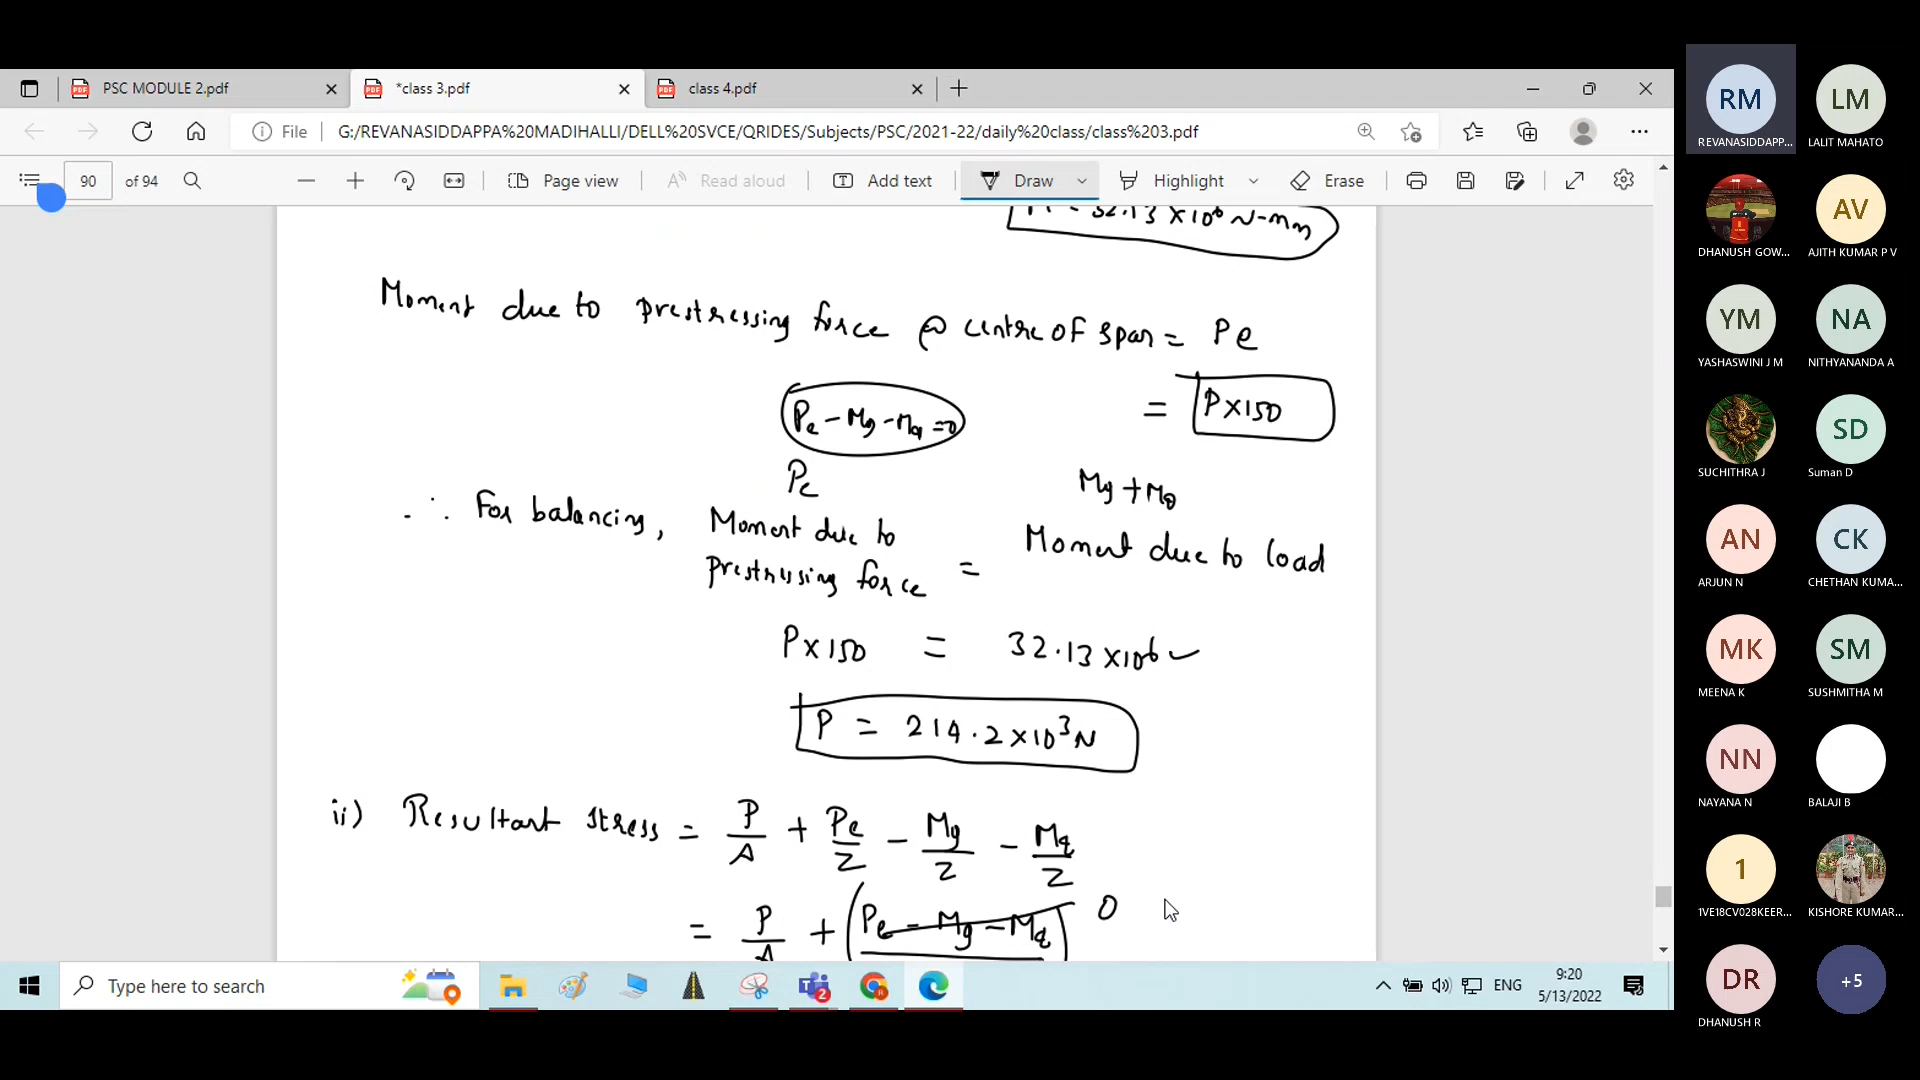 PSC MODULE 2.pdf
*class 3.pdf
class 4.pdf
File
G:/REVANASIDDAPPA%20MADIHALLI/DELL%20SVCE/QRIDES/Subjects/PSC/2021-22/daily%20class/class%203.pdf
90 of 94
Page view
Read aloud
Add text
Draw
Highlight
Erase
M = 32.13 x 10⁶ N-mm
Moment due to prestressing force @ centre of span = Pe
Pe - Mg - Mq = 0
= P x 150
Pe
Mg + MQ
∴ For balancing, Moment due to prestressing force = Moment due to load
P x 150 = 32.13 x 10⁶ ✓
P = 214.2 x 10³ N
ii) Resultant stress = P/A + Pe/Z - Mg/Z - Mq/Z
= P/A + (Pe - Mg - Mq 0
Type here to search
2
R
ENG
9:20
5/13/2022
RM
REVANASIDDAPP...
LM
LALIT MAHATO
DHANUSH GOW...
AV
AJITH KUMAR P V
YM
YASHASWINI J M
NA
NITHYANANDA A
SUCHITHRA J
SD
Suman D
AN
ARJUN N
CK
CHETHAN KUMA...
MK
MEENA K
SM
SUSHMITHA M
NN
NAYANA N
BALAJI B
1
1VE18CV028KEER...
KISHORE KUMAR...
DR
DHANUSH R
+5